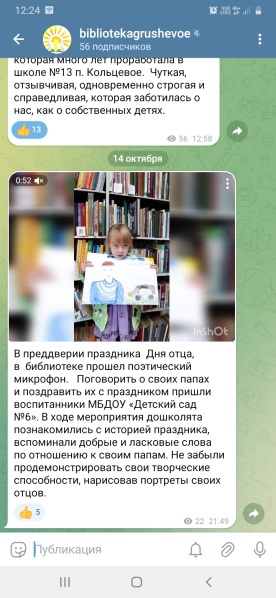 12:24
bibliotekagrushevoe
56 подписчиков
которая много лет проработала в
школе №13 п. Кольцевое. Чуткая,
отзывчивая, одновременно строгая и
справедливая, которая заботилась о
нас, как о собственных детях.
13
56 12:58
14 октября
0:52
InShOt
В преддверии праздника Дня отца,
в библиотеке прошел поэтический
микрофон. Поговорить о своих папах
и поздравить их с праздником пришли
воспитанники МБДОУ «Детский сад
№6». В ходе мероприятия дошколята
познакомились с историей праздника,
вспоминали добрые и ласковые слова
по отношению к своим папам. Не забыли
продемонстрировать свои творческие
способности, нарисовав портреты своих
отцов.
5
22 21:49
Публикация